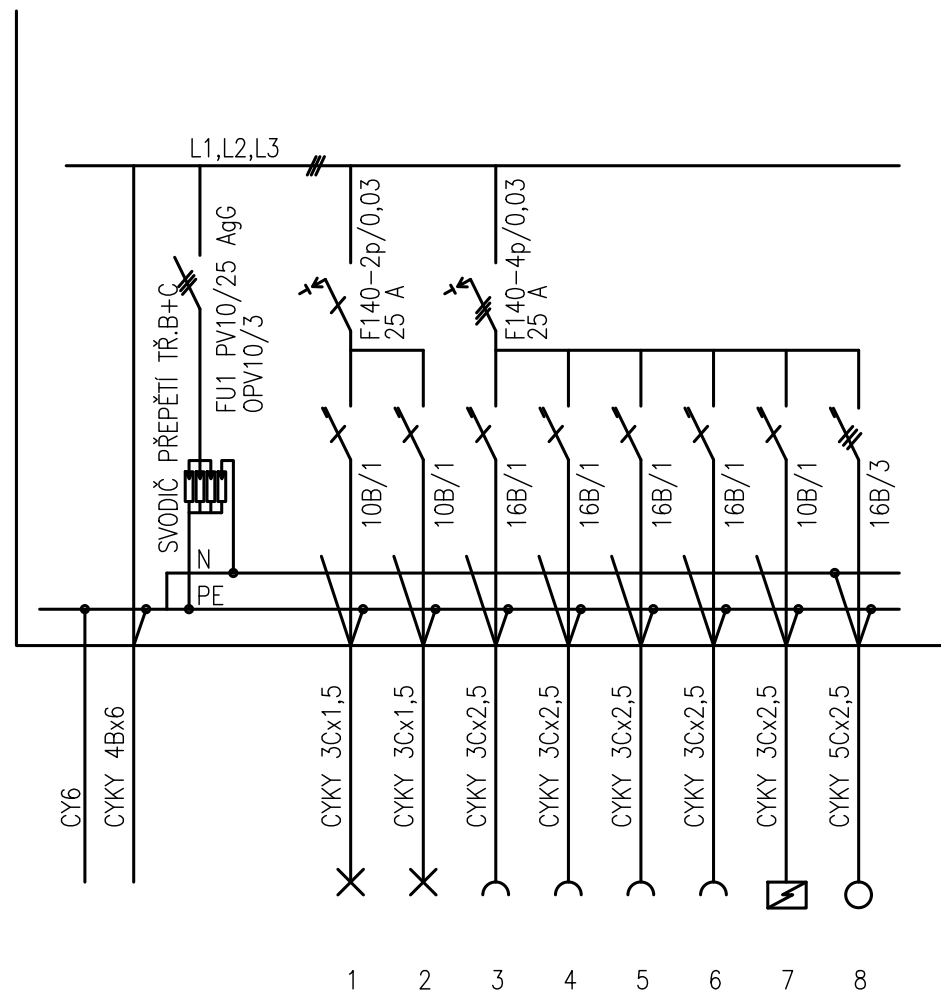 L1,L2,L3
SVODIČ PŘEPĚTÍ TŘ.B+C
FU1 PV10/25 AgG
OPV10/3
F140-2p/0,03
25 A
F140-4p/0,03
25 A
10B/1
10B/1
16B/1
16B/1
16B/1
16B/1
10B/1
16B/3
N
PE
CY6
CYKY 4Bx6
CYKY 3Cx1,5
CYKY 3Cx1,5
CYKY 3Cx2,5
CYKY 3Cx2,5
CYKY 3Cx2,5
CYKY 3Cx2,5
CYKY 3Cx2,5
CYKY 5Cx2,5
1 2 3 4 5 6 7 8